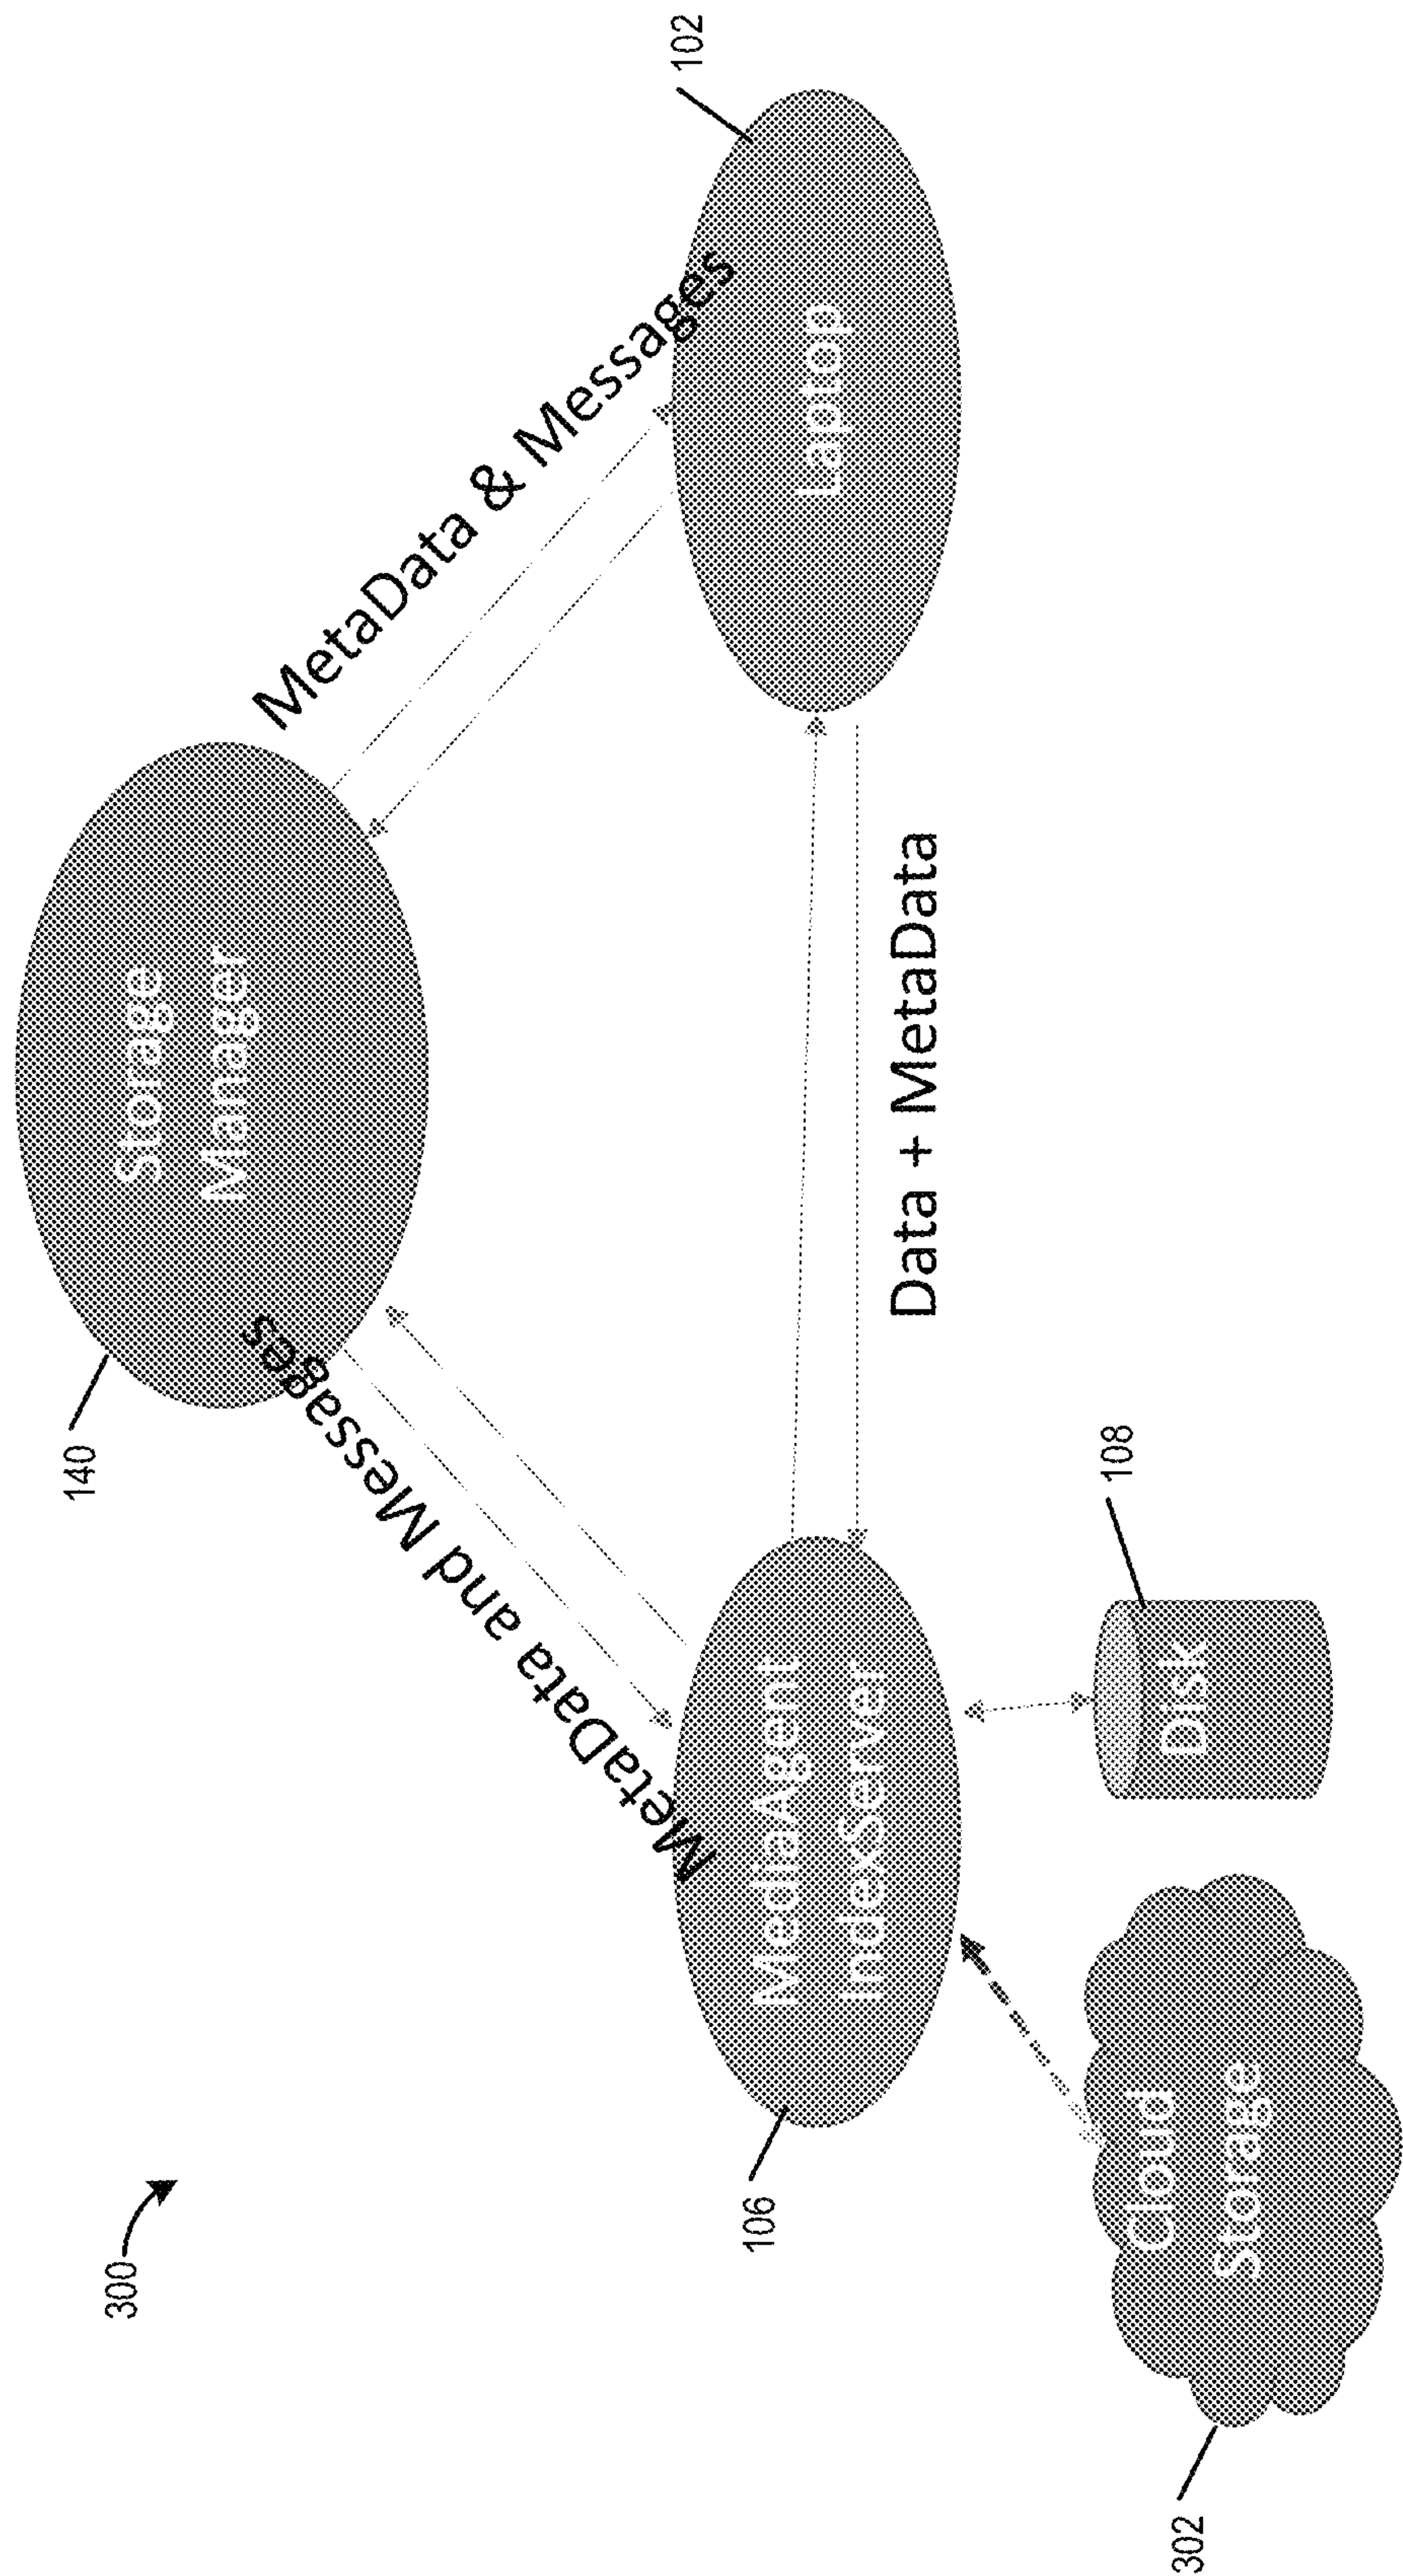 300
140
Storage
Manager
MetaData and Messages
MetaData & Messages
106
MediaAgent
IndexServer
102
Laptop
Data + MetaData
302
Cloud
Storage
108
Disk